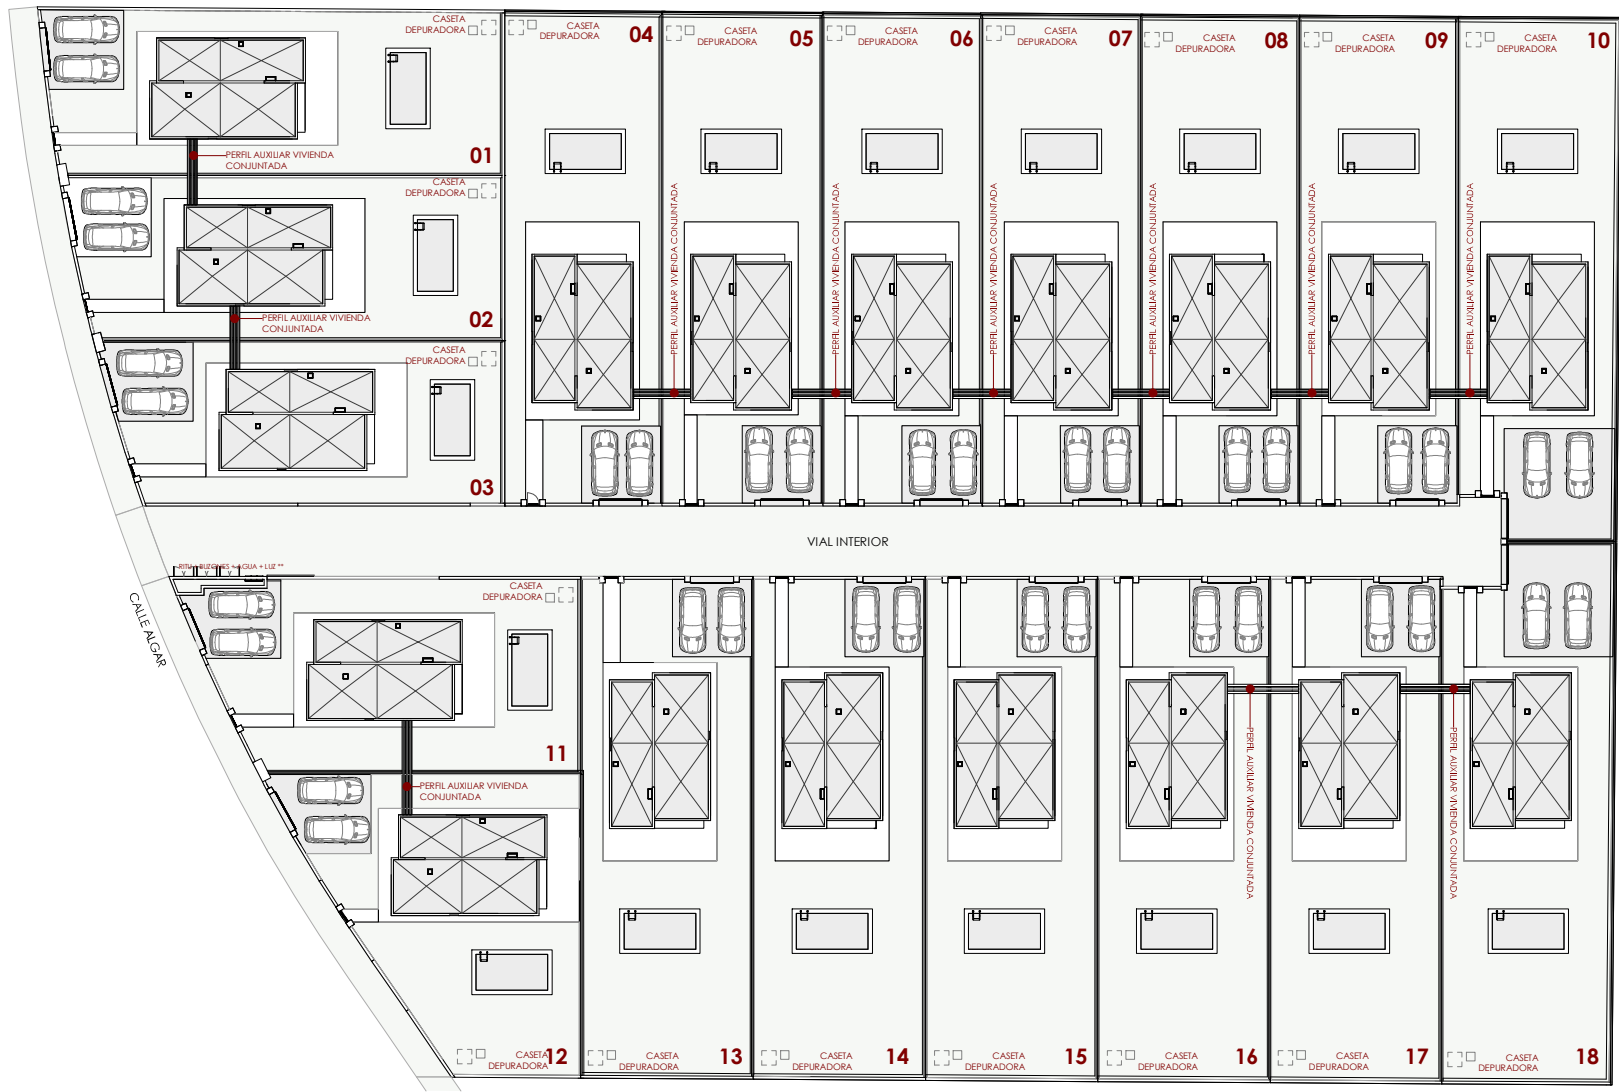 CASETA
DEPURADORA
01
PERFIL AUXILIAR VIVIENDA
CONJUNTADA
CASETA
DEPURADORA
02
PERFIL AUXILIAR VIVIENDA
CONJUNTADA
CASETA
DEPURADORA
03
CASETA
DEPURADORA
04
CASETA
DEPURADORA
05
CASETA
DEPURADORA
06
CASETA
DEPURADORA
07
CASETA
DEPURADORA
08
CASETA
DEPURADORA
09
CASETA
DEPURADORA
10
PERFIL AUXILIAR VIVIENDA CONJUNTADA
PERFIL AUXILIAR VIVIENDA CONJUNTADA
PERFIL AUXILIAR VIVIENDA CONJUNTADA
PERFIL AUXILIAR VIVIENDA CONJUNTADA
PERFIL AUXILIAR VIVIENDA CONJUNTADA
PERFIL AUXILIAR VIVIENDA CONJUNTADA
VIAL INTERIOR
RITU + BUZONES + AGUA + LUZ **
CALLE ALGAR
CASETA
DEPURADORA
11
PERFIL AUXILIAR VIVIENDA
CONJUNTADA
PERFIL AUXILIAR VIVIENDA CONJUNTADA
PERFIL AUXILIAR VIVIENDA CONJUNTADA
CASETA
DEPURADORA
12
CASETA
DEPURADORA
13
CASETA
DEPURADORA
14
CASETA
DEPURADORA
15
CASETA
DEPURADORA
16
CASETA
DEPURADORA
17
CASETA
DEPURADORA
18